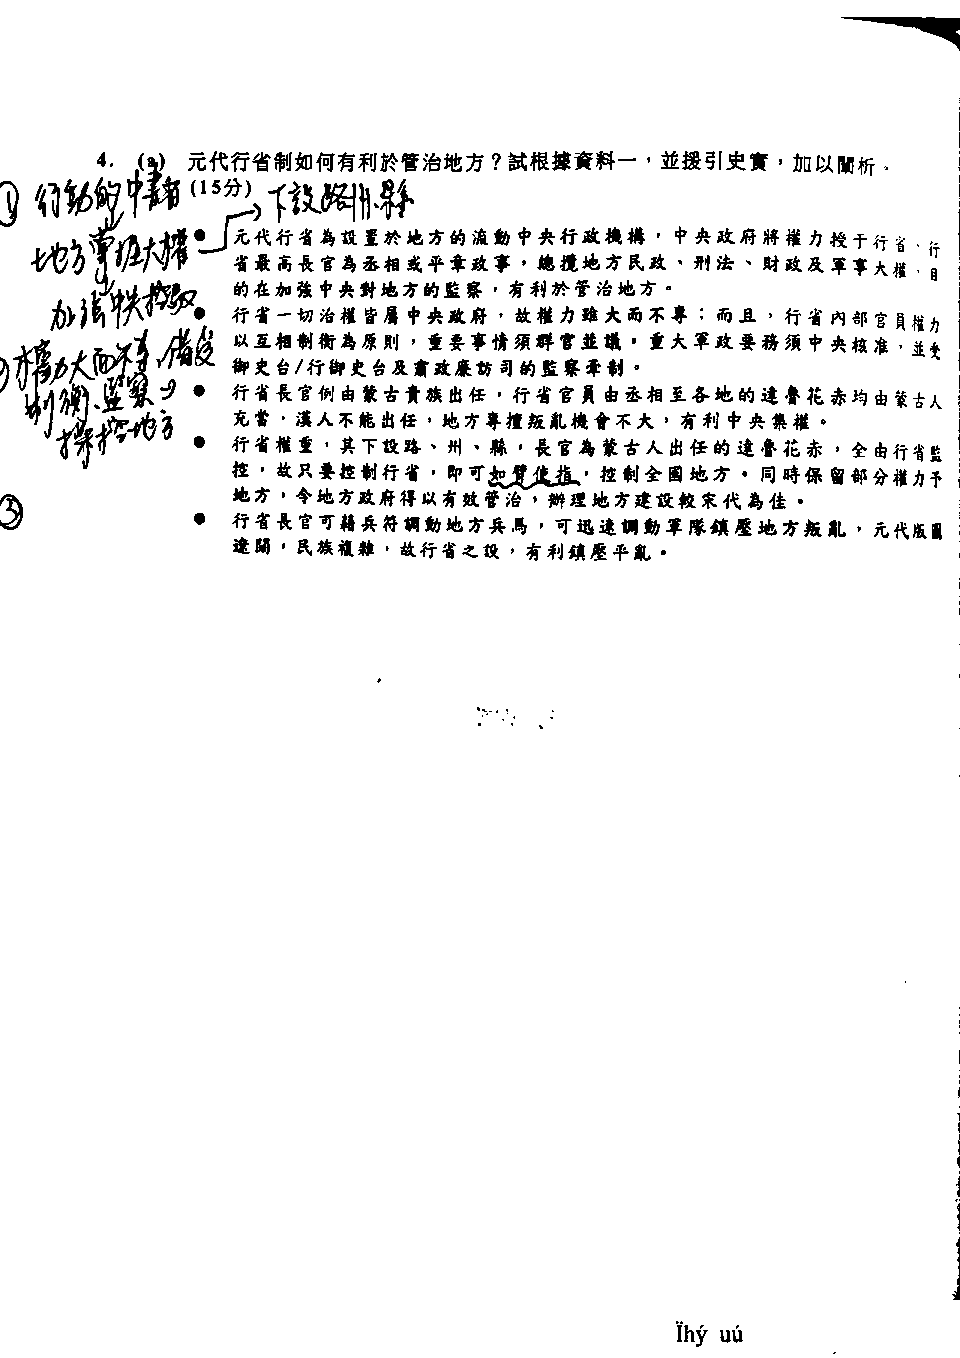 4. (a) 元代行省制如何有利於管治地方？試根據資料一，並援引史實，加以闡析。
(15分)
① 行動的中書省
下設路州縣
地方掌握大權
加強中央控制
權力大而不專，備受
制衡、監察→
操控地方
③
● 元代行省為設置於地方的流動中央行政機構，中央政府將權力授于行省、行
省最高長官為丞相或平章政事，總攬地方民政、刑法、財政及軍事大權，目
的在加強中央對地方的監察，有利於管治地方。
● 行省一切治權皆屬中央政府，故權力雖大而不專；而且，行省內部官員權力
以互相制衡為原則，重要事情須群官並議。重大軍政要務須中央核准，並受
御史台/行御史台及肅政廉訪司的監察牽制。
● 行省長官例由蒙古貴族出任，行省官員由丞相至各地的達魯花赤均由蒙古人
充當，漢人不能出任，地方專擅叛亂機會不大，有利中央集權。
● 行省權重，其下設路、州、縣，長官為蒙古人出任的達魯花赤，全由行省監
控，故只要控制行省，即可如臂使指，控制全國地方。同時保留部分權力予
地方，令地方政府得以有效管治，辦理地方建設較宋代為佳。
● 行省長官可藉兵符調動地方兵馬，可迅速調動軍隊鎮壓地方叛亂，元代版圖
遼闊，民族複雜，故行省之設，有利鎮壓平亂。
Ïhý uú